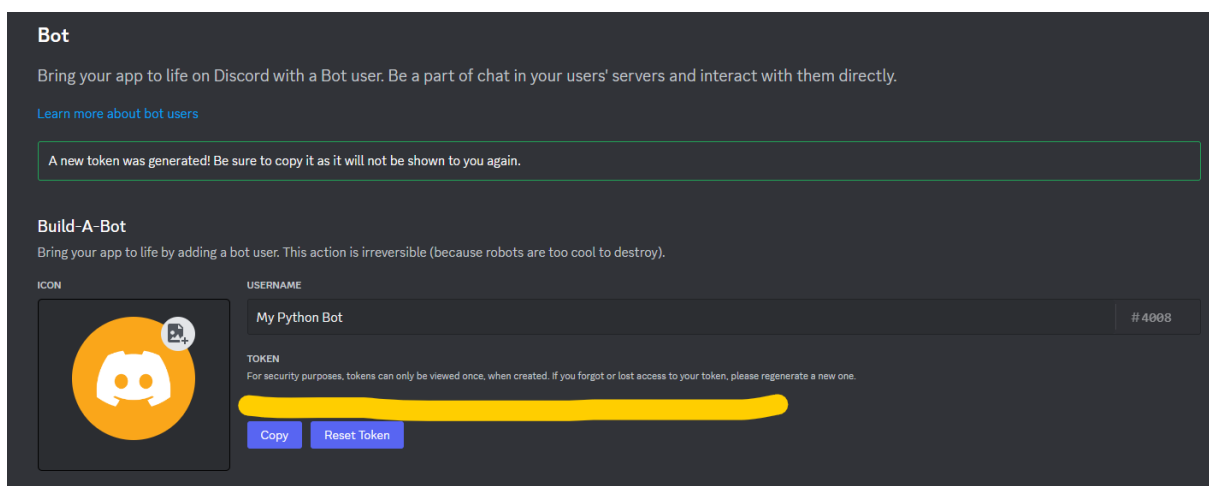 Bot
Bring your app to life on Discord with a Bot user. Be a part of chat in your users' servers and interact with them directly.
Learn more about bot users
A new token was generated! Be sure to copy it as it will not be shown to you again.
Build-A-Bot
Bring your app to life by adding a bot user. This action is irreversible (because robots are too cool to destroy).
ICON
USERNAME
My Python Bot
#4008
TOKEN
For security purposes, tokens can only be viewed once, when created. If you forgot or lost access to your token, please regenerate a new one.
Copy
Reset Token